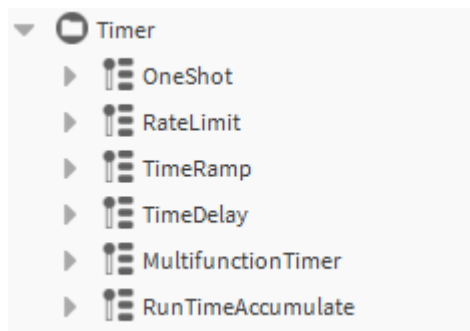 Timer
OneShot
RateLimit
TimeRamp
TimeDelay
MultifunctionTimer
RunTimeAccumulate